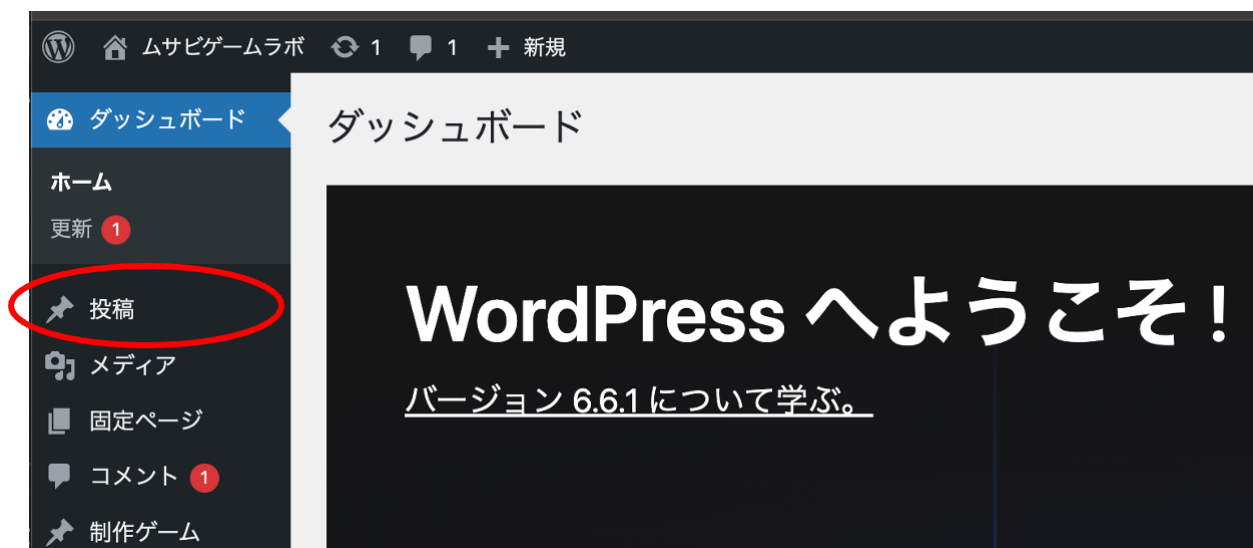 ムサビゲームラボ 1 1 新規
ダッシュボード
ダッシュボード
ホーム
更新 1
投稿
メディア
固定ページ
コメント 1
制作ゲーム
WordPress へようこそ !
バージョン 6.6.1 について学ぶ。